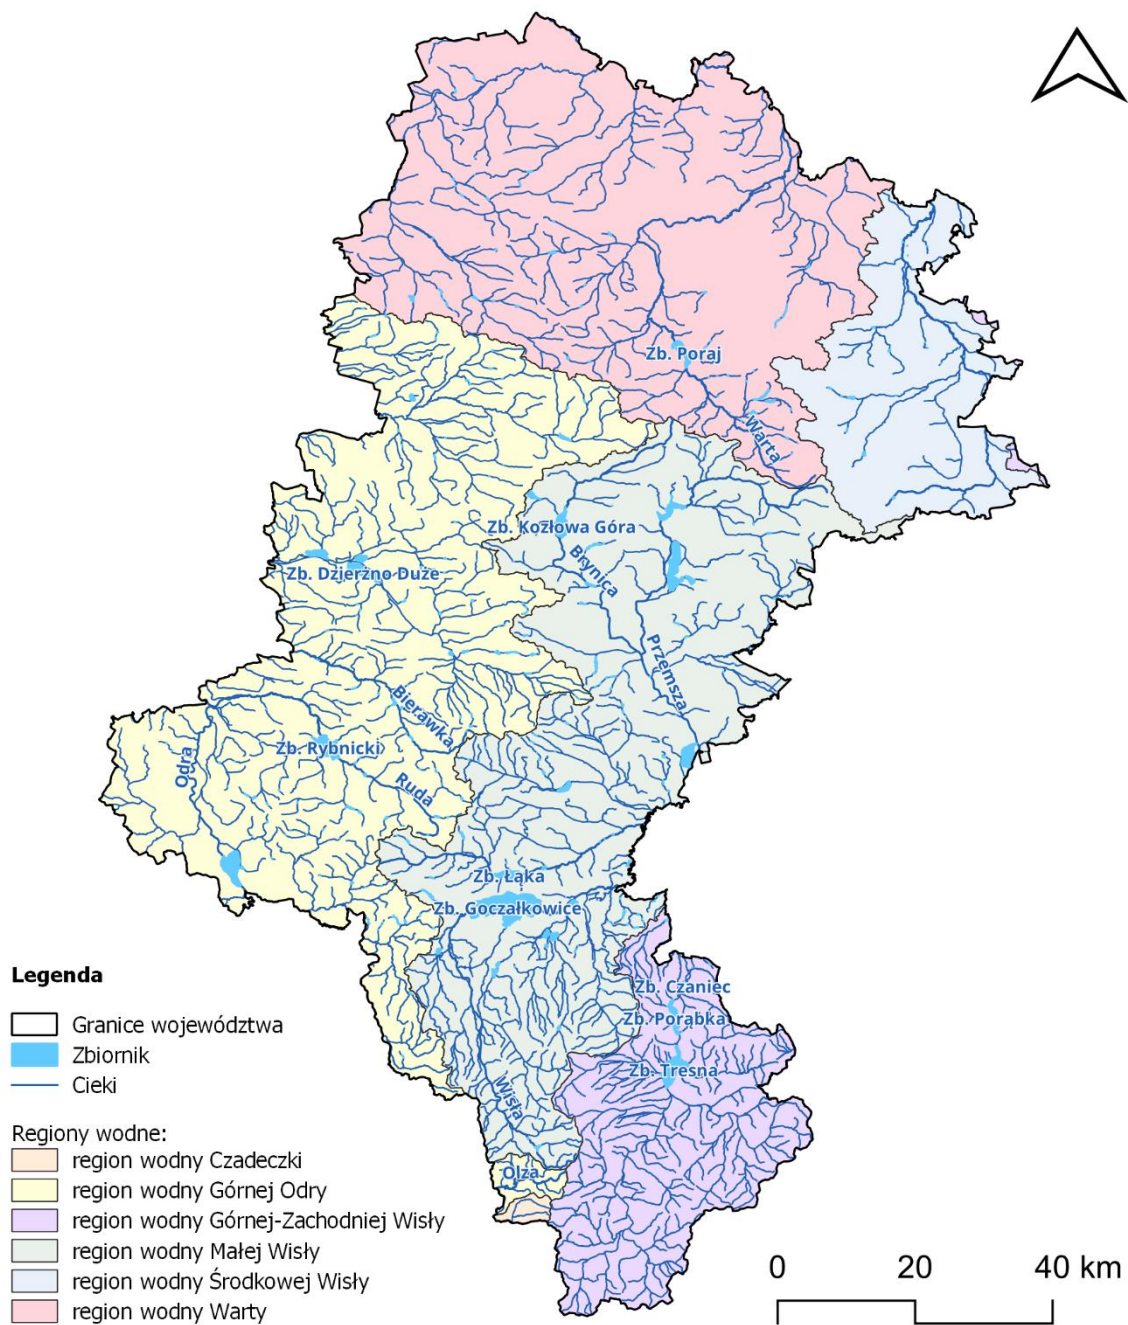 Zb. Poraj
Warta
Zb. Kozłowa Góra
Brynica
Zb. Dzierżno Duże
Przemsza
Bierawka
Zb. Rybnicki
Odra
Ruda
Zb. Łąka
Zb. Goczałkowice
Zb. Czaniec
Zb. Porąbka
Zb. Tresna
Wisła
Olza
Legenda
Granice województwa
Zbiornik
Cieki
Regiony wodne:
region wodny Czadeczki
region wodny Górnej Odry
region wodny Górnej-Zachodniej Wisły
region wodny Małej Wisły
region wodny Środkowej Wisły
region wodny Warty
0 20 40 km